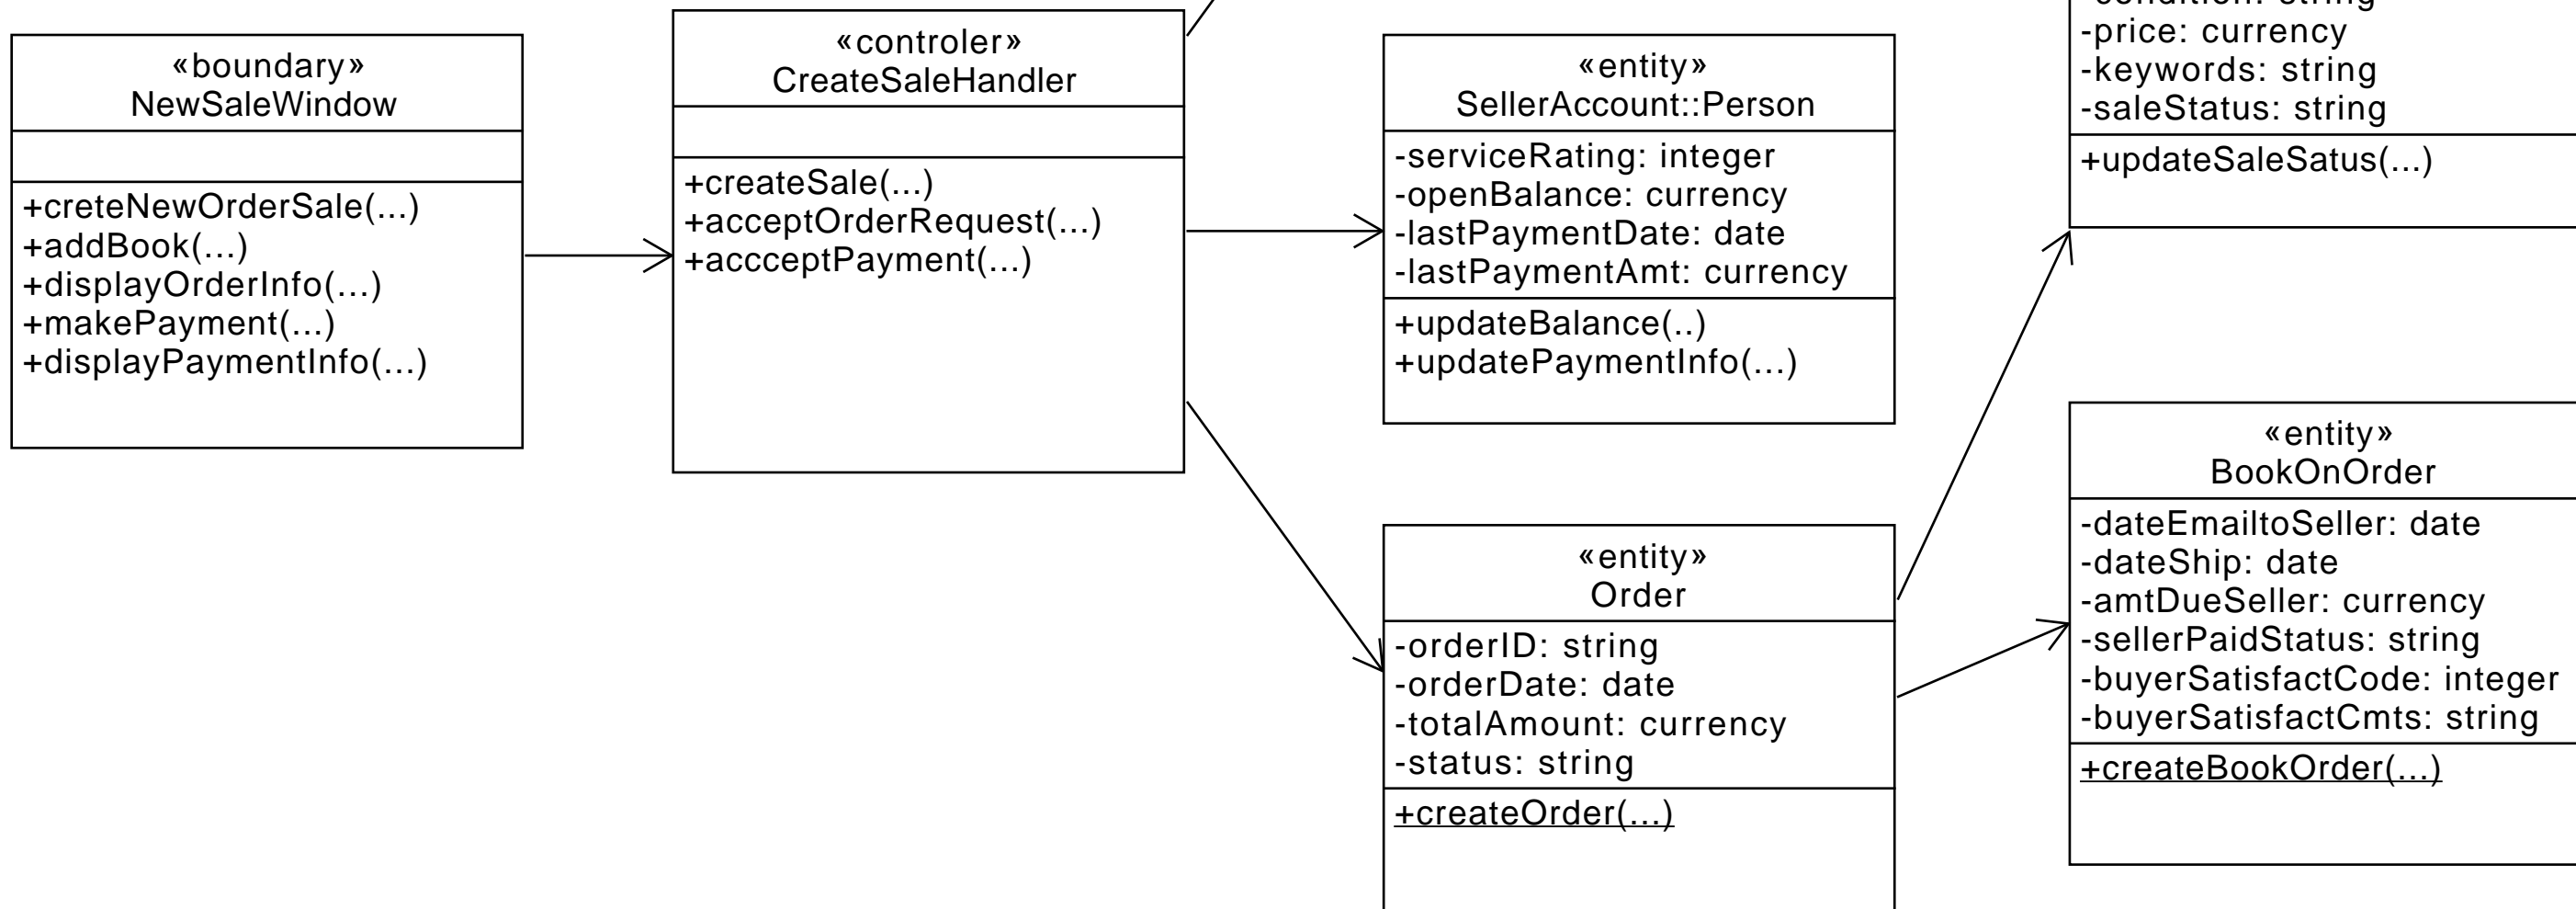 «boundary»
NewSaleWindow
+creteNewOrderSale(...)
+addBook(...)
+displayOrderInfo(...)
+makePayment(...)
+displayPaymentInfo(...)
«controler»
CreateSaleHandler
+createSale(...)
+acceptOrderRequest(...)
+accceptPayment(...)
«entity»
SellerAccount::Person
-serviceRating: integer
-openBalance: currency
-lastPaymentDate: date
-lastPaymentAmt: currency
+updateBalance(..)
+updatePaymentInfo(...)
«entity»
Order
-orderID: string
-orderDate: date
-totalAmount: currency
-status: string
+createOrder(...)
-condition: string
-price: currency
-keywords: string
-saleStatus: string
+updateSaleSatus(...)
«entity»
BookOnOrder
-dateEmailtoSeller: date
-dateShip: date
-amtDueSeller: currency
-sellerPaidStatus: string
-buyerSatisfactCode: integer
-buyerSatisfactCmts: string
+createBookOrder(...)